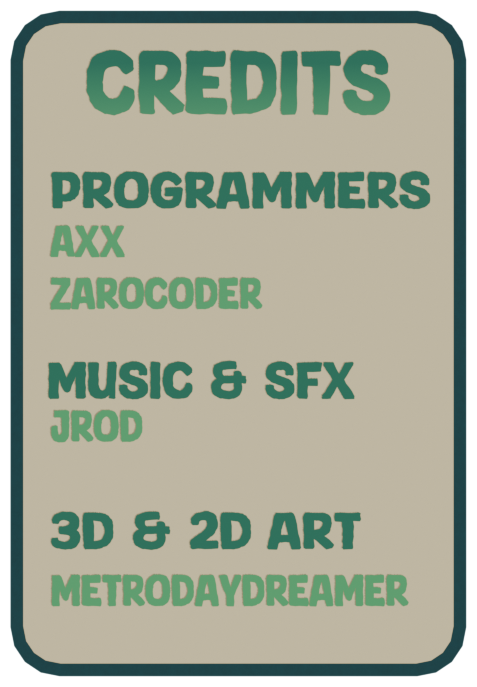 CREDITS
PROGRAMMERS
AXX
ZAROCODER
MUSIC & SFX
JROD
3D & 2D ART
METRODAYDREAMER